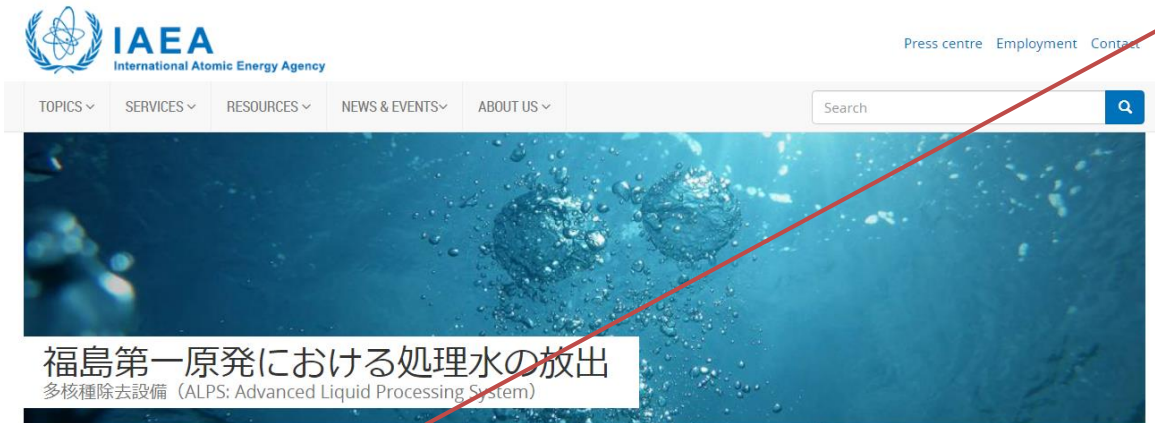 IAEA
International Atomic Energy Agency
Press centre Employment Contact
TOPICS SERVICES RESOURCES NEWS & EVENTS ABOUT US
Search
福島第一原発における処理水の放出
多核種除去設備（ALPS: Advanced Liquid Processing System）